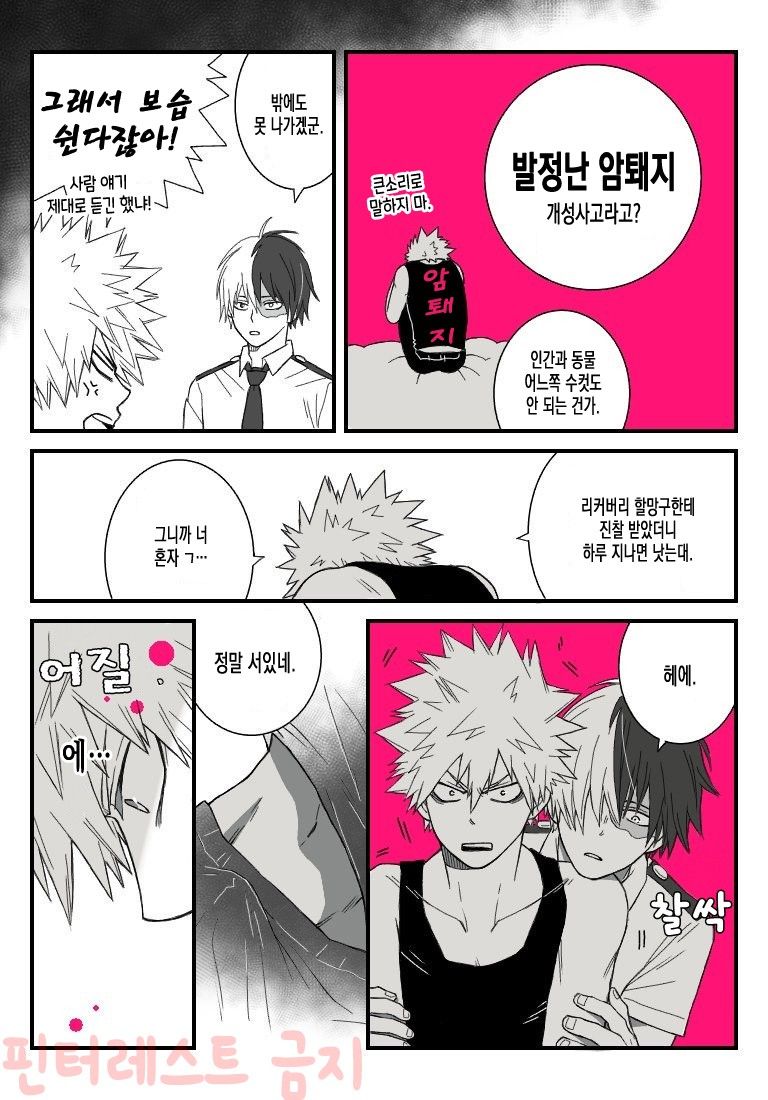 발정난 암퇘지
개성사고라고?
큰소리로
말하지 마.
암
퇘
지
인간과 동물
어느쪽 수컷도
안 되는 건가.
밖에도
못 나가겠군.
그래서 보습
쉰다잖아!
사람 얘기
제대로 듣긴 했냐!
리커버리 할망구한테
진찰 받았더니
하루 지나면 낫는대.
그니까 너
혼자 ㄱ…
헤에.
찰싹
정말 서있네.
어질
에…
핀터레스트 금지